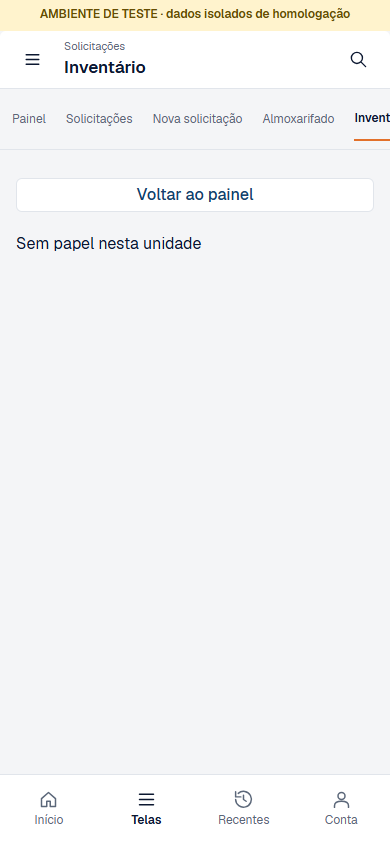 AMBIENTE DE TESTE · dados isolados de homologação
Solicitações
Inventário
Painel Solicitações Nova solicitação Almoxarifado Invent
Voltar ao painel
Sem papel nesta unidade
Início Telas Recentes Conta